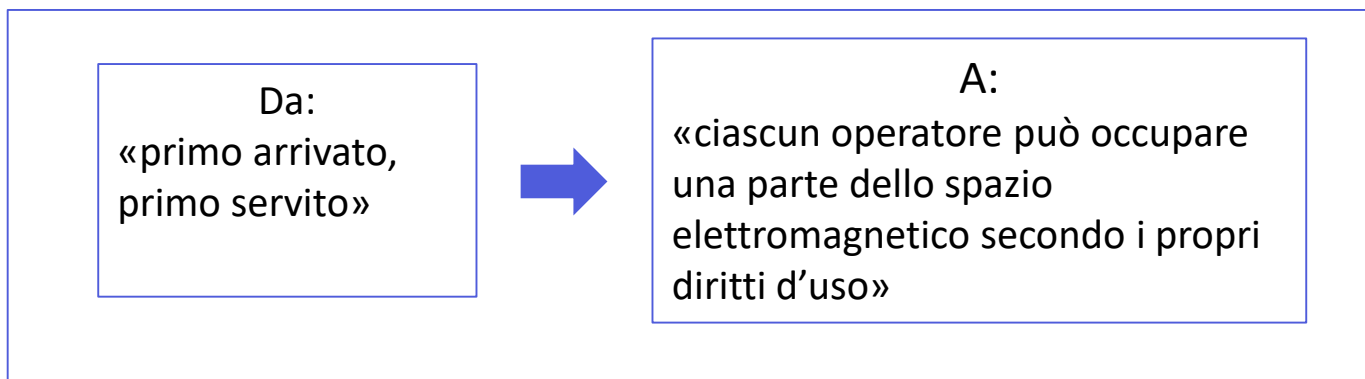 Da:
«primo arrivato,
primo servito»
A:
«ciascun operatore può occupare
una parte dello spazio
elettromagnetico secondo i propri
diritti d’uso»